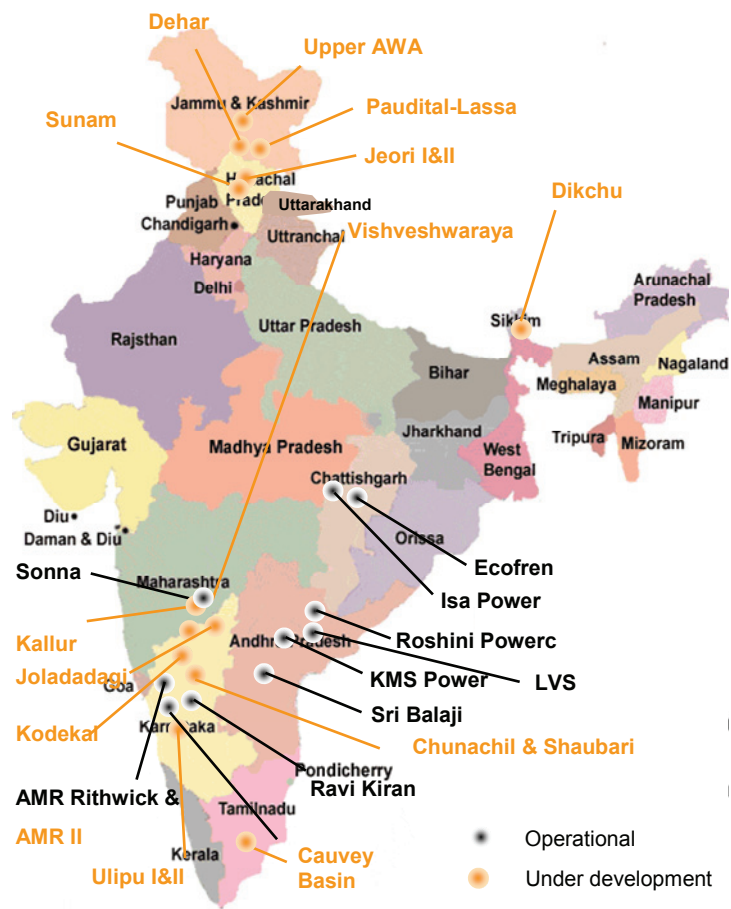 Dehar
Upper AWA
Jammu & Kashmir
Paudital-Lassa
Sunam
Jeori I&II
Punjab
Chandigarh
Uttarakhand
Dikchu
Vishveshwaraya
Uttranchal
Haryana
Delhi
Arunachal
Pradesh
Rajsthan
Uttar Pradesh
Assam
Nagaland
Bihar
Meghalaya
Manipur
Gujarat
Madhya Pradesh
Jharkhand
West
Bengal
Tripura
Mizoram
Chattishgarh
Diu
Daman & Diu
Orissa
Ecofren
Sonna
Maharashtra
Isa Power
Kallur
Roshini Powerc
Joladadagi
KMS Power
LVS
Goa
Sri Balaji
Kodekal
Chunachil & Shaubari
Pondicherry
Ravi Kiran
AMR Rithwick &
AMR II
Tamilnadu
Kerala
Ulipu I&II
Cauvey
Basin
Operational
Under development